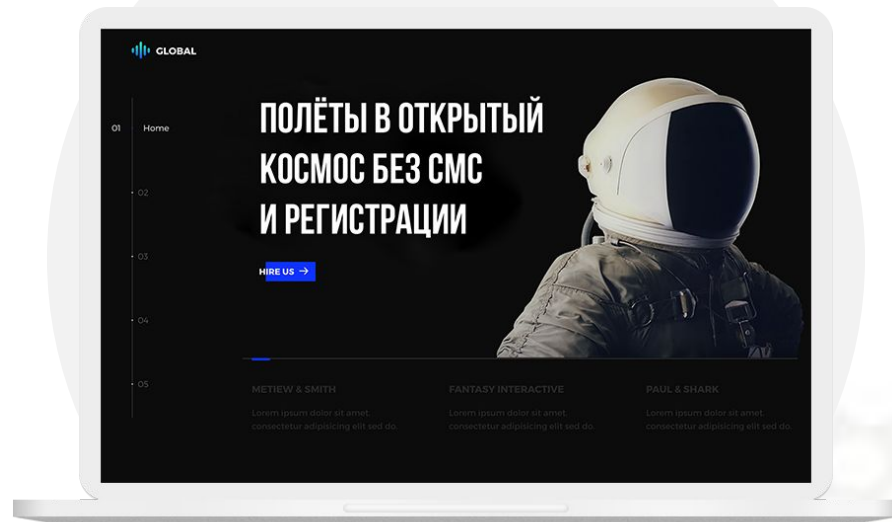 GLOBAL
01 Home
02
03
04
05
ПОЛЁТЫ В ОТКРЫТЫЙ
КОСМОС БЕЗ СМС
И РЕГИСТРАЦИИ
HIRE US →
METIEW & SMITH
Lorem ipsum dolor sit amet,
consectetur adipisicing elit sed do.
FANTASY INTERACTIVE
Lorem ipsum dolor sit amet,
consectetur adipisicing elit sed do.
PAUL & SHARK
Lorem ipsum dolor sit amet,
consectetur adipisicing elit sed do.